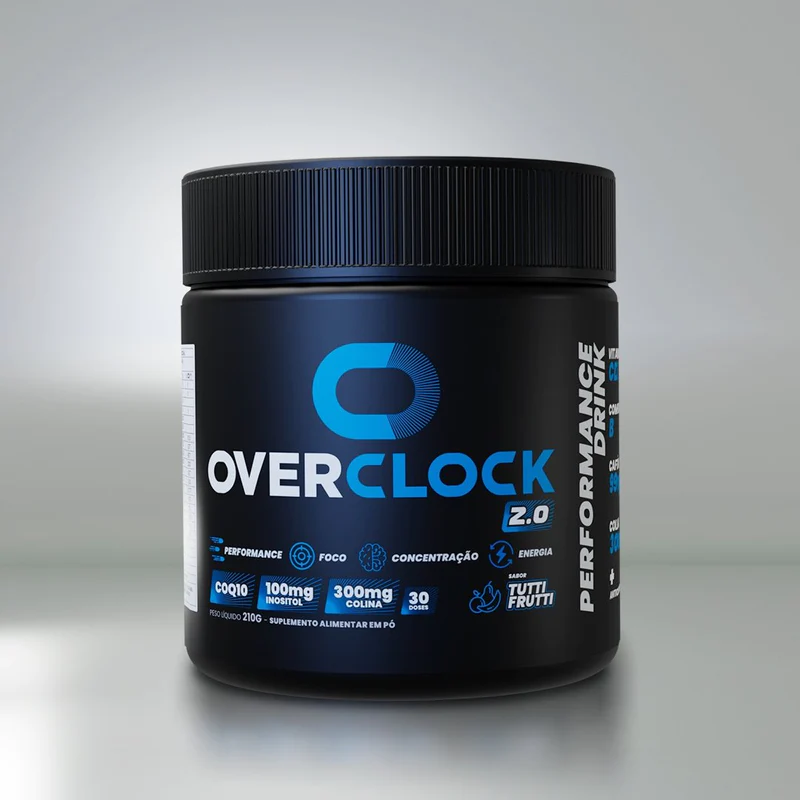 OVERCLOCK
2.0
PERFORMANCE
FOCO
CONCENTRAÇÃO
ENERGIA
COQ10
100mg
INOSITOL
300mg
COLINA
30
DOSES
SABOR
TUTTI
FRUTTI
PESO LÍQUIDO 210G - SUPLEMENTO ALIMENTAR EM PÓ
PERFORMANCE
DRINK